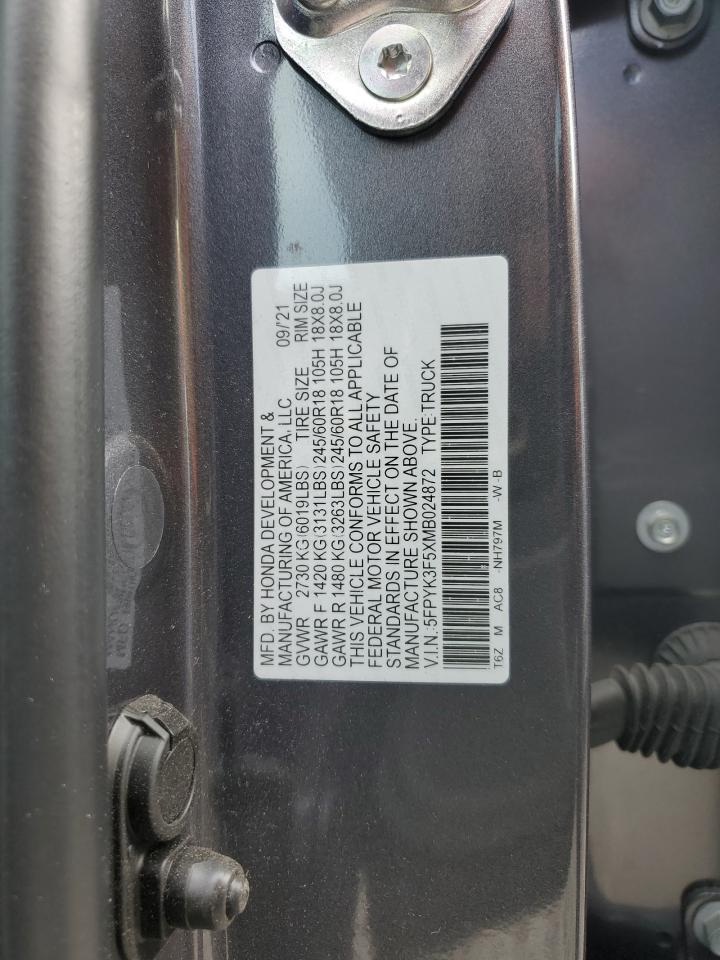 MFD. BY HONDA DEVELOPMENT &
MANUFACTURING OF AMERICA, LLC 09/'21
GVWR 2730 KG(6019LBS) TIRE SIZE RIM SIZE
GAWR F 1420 KG(3131LBS)245/60R18 105H 18X8.0J
GAWR R 1480 KG(3263LBS)245/60R18 105H 18X8.0J
THIS VEHICLE CONFORMS TO ALL APPLICABLE
FEDERAL MOTOR VEHICLE SAFETY
STANDARDS IN EFFECT ON THE DATE OF
MANUFACTURE SHOWN ABOVE.
V.I.N.:5FPYK3F5XMB024872 TYPE:TRUCK
T6Z M AC8 -NH797M -W -B